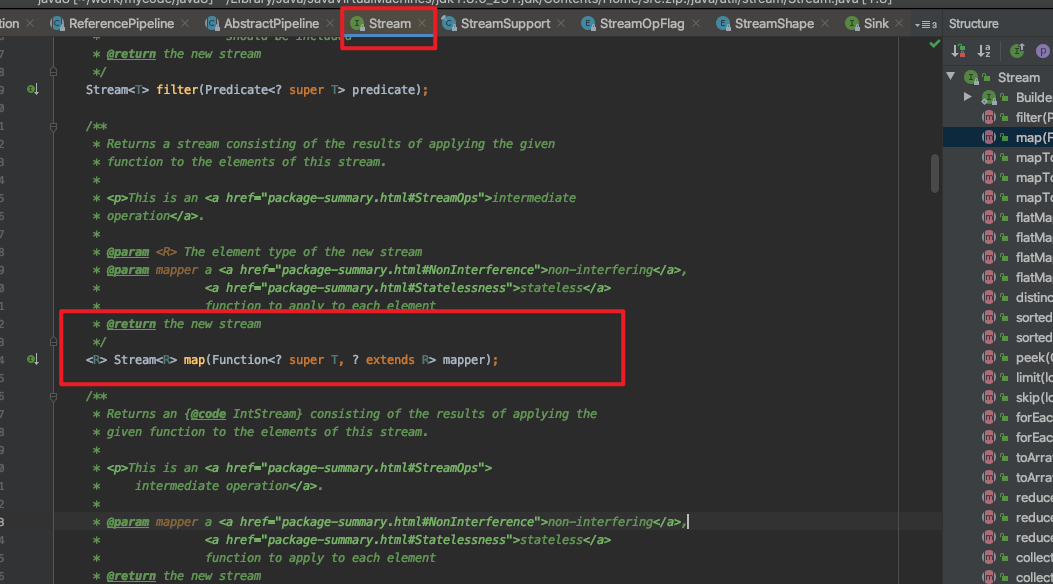 java8 [~/work/mycode/java8]
tion ReferencePipeline AbstractPipeline Stream StreamSupport StreamOpFlag StreamShape Sink 3 Structure
* should be included
* @return the new stream
*/
Stream<T> filter(Predicate<? super T> predicate);
/**
* Returns a stream consisting of the results of applying the given
* function to the elements of this stream.
*
* <p>This is an <a href="package-summary.html#StreamOps">intermediate
* operation</a>.
*
* @param <R> The element type of the new stream
* @param mapper a <a href="package-summary.html#NonInterference">non-interfering</a>,
* <a href="package-summary.html#Statelessness">stateless</a>
* function to apply to each element
* @return the new stream
*/
<R> Stream<R> map(Function<? super T, ? extends R> mapper);
/**
* Returns an {@code IntStream} consisting of the results of applying the
* given function to the elements of this stream.
*
* <p>This is an <a href="package-summary.html#StreamOps">
* intermediate operation</a>.
*
* @param mapper a <a href="package-summary.html#NonInterference">non-interfering</a>,
* <a href="package-summary.html#Statelessness">stateless</a>
* function to apply to each element
* @return the new stream
Stream
Builde
filter(P
map(F
mapTo
mapTo
mapTo
flatMa
flatMa
flatMa
flatMa
distinc
sorted
sorted
peek(C
limit(lo
skip(lo
forEac
forEac
toArra
toArra
reduce
reduce
reduce
collect
collect